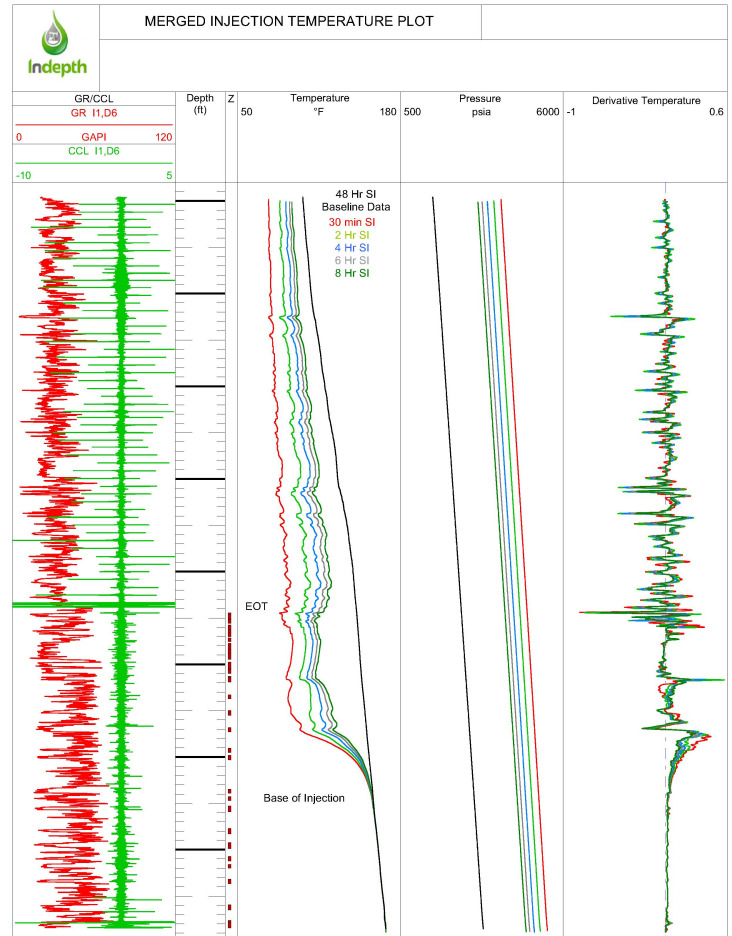 MERGED INJECTION TEMPERATURE PLOT
Indepth
GR/CCL
GR I1,D6
0 GAPI 120
CCL I1,D6
-10 5
Depth
(ft)
Z
Temperature
50 °F 180
Pressure
500 psia 6000
Derivative Temperature
-1 0.6
48 Hr SI
Baseline Data
30 min SI
2 Hr SI
4 Hr SI
6 Hr SI
8 Hr SI
EOT
Base of Injection